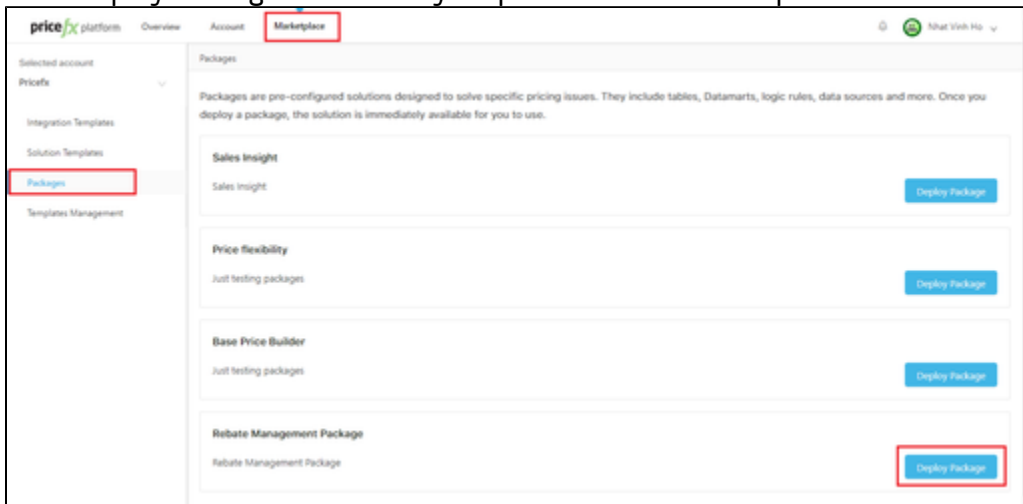 pricefx platform Overview Account Marketplace Nhat Vinh Ho
Selected account
Pricefx
Integration Templates
Solution Templates
Packages
Templates Management
Packages
Packages are pre-configured solutions designed to solve specific pricing issues. They include tables, Datamarts, logic rules, data sources and more. Once you
deploy a package, the solution is immediately available for you to use.
Sales Insight
Sales Insight
Deploy Package
Price flexibility
Just testing packages
Deploy Package
Base Price Builder
Just testing packages
Deploy Package
Rebate Management Package
Rebate Management Package
Deploy Package